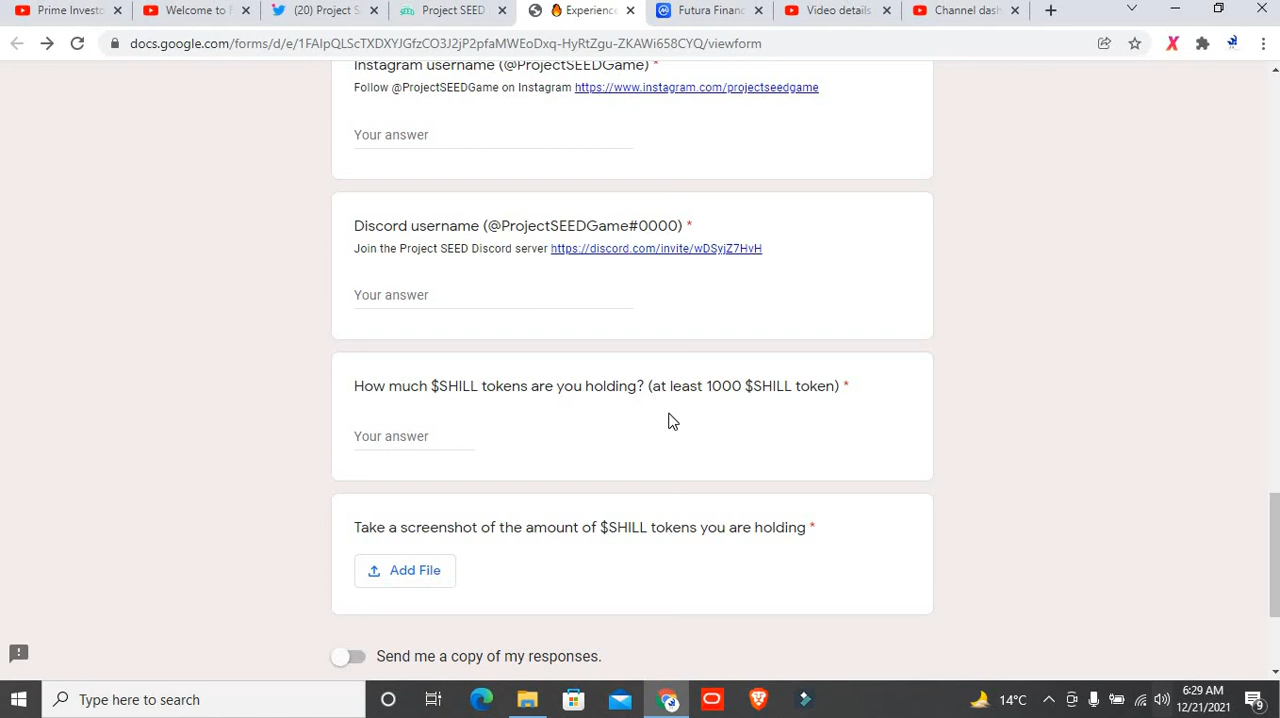 Prime Investo
Welcome to F
(20) Project S
Project SEED
Experience
Futura Financ
Video details
Channel dash
docs.google.com/forms/d/e/1FAIpQLScTXDXYJGfzCO3J2jP2pfaMWEoDxq-HyRtZgu-ZKAWi658CYQ/viewform
Instagram username (@ProjectSEEDGame) *
Follow @ProjectSEEDGame on Instagram https://www.instagram.com/projectseedgame
Your answer
Discord username (@ProjectSEEDGame#0000) *
Join the Project SEED Discord server https://discord.com/invite/wDSyjZ7HvH
Your answer
How much $SHILL tokens are you holding? (at least 1000 $SHILL token) *
Your answer
Take a screenshot of the amount of $SHILL tokens you are holding *
Add File
Send me a copy of my responses.
Type here to search
14°C
6:29 AM
12/21/2021
9